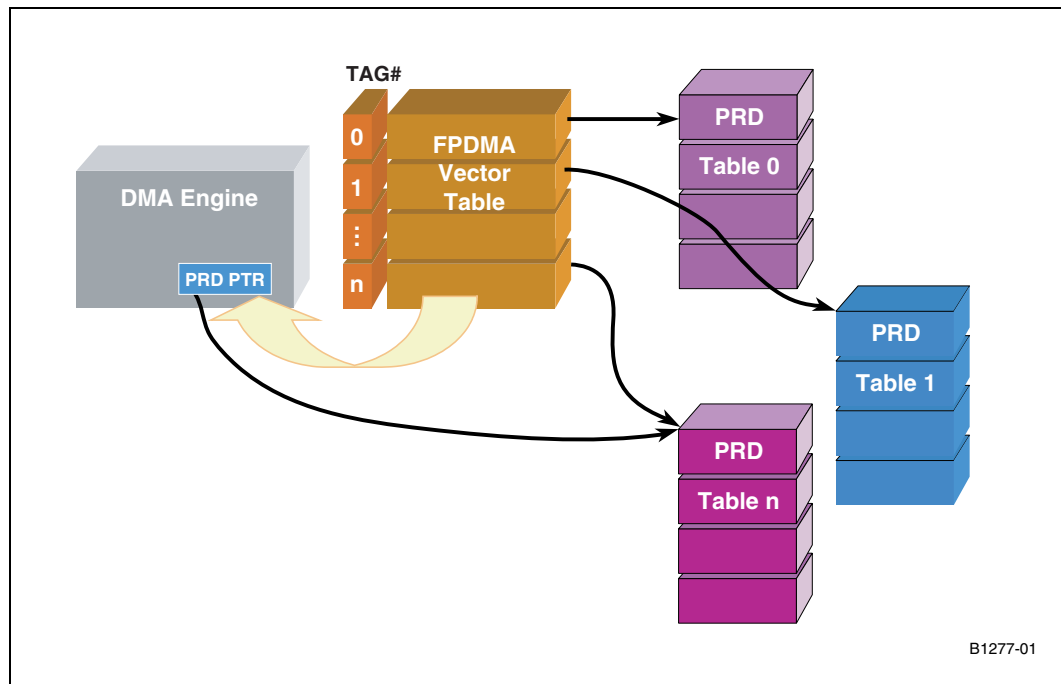 TAG#
0
1
⋮
n
FPDMA
Vector
Table
DMA Engine
PRD PTR
PRD
Table 0
PRD
Table 1
PRD
Table n
B1277-01